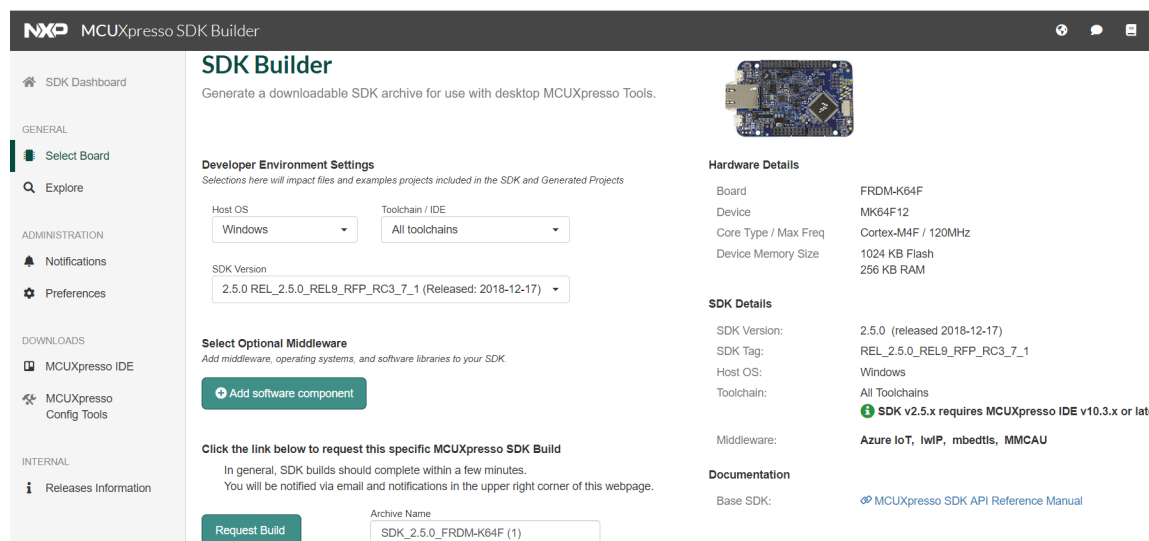 NXP MCUXpresso SDK Builder
SDK Dashboard
GENERAL
Select Board
Explore
ADMINISTRATION
Notifications
Preferences
DOWNLOADS
MCUXpresso IDE
MCUXpresso
Config Tools
INTERNAL
Releases Information
SDK Builder
Generate a downloadable SDK archive for use with desktop MCUXpresso Tools.
Developer Environment Settings
Selections here will impact files and examples projects included in the SDK and Generated Projects
Host OS
Windows
Toolchain / IDE
All toolchains
SDK Version
2.5.0 REL_2.5.0_REL9_RFP_RC3_7_1 (Released: 2018-12-17)
Select Optional Middleware
Add middleware, operating systems, and software libraries to your SDK.
Add software component
Click the link below to request this specific MCUXpresso SDK Build
In general, SDK builds should complete within a few minutes.
You will be notified via email and notifications in the upper right corner of this webpage.
Request Build
Archive Name
SDK_2.5.0_FRDM-K64F (1)
Hardware Details
Board FRDM-K64F
Device MK64F12
Core Type / Max Freq Cortex-M4F / 120MHz
Device Memory Size 1024 KB Flash
256 KB RAM
SDK Details
SDK Version: 2.5.0 (released 2018-12-17)
SDK Tag: REL_2.5.0_REL9_RFP_RC3_7_1
Host OS: Windows
Toolchain: All Toolchains
SDK v2.5.x requires MCUXpresso IDE v10.3.x or lat
Middleware: Azure IoT, lwIP, mbedtls, MMCAU
Documentation
Base SDK: MCUXpresso SDK API Reference Manual